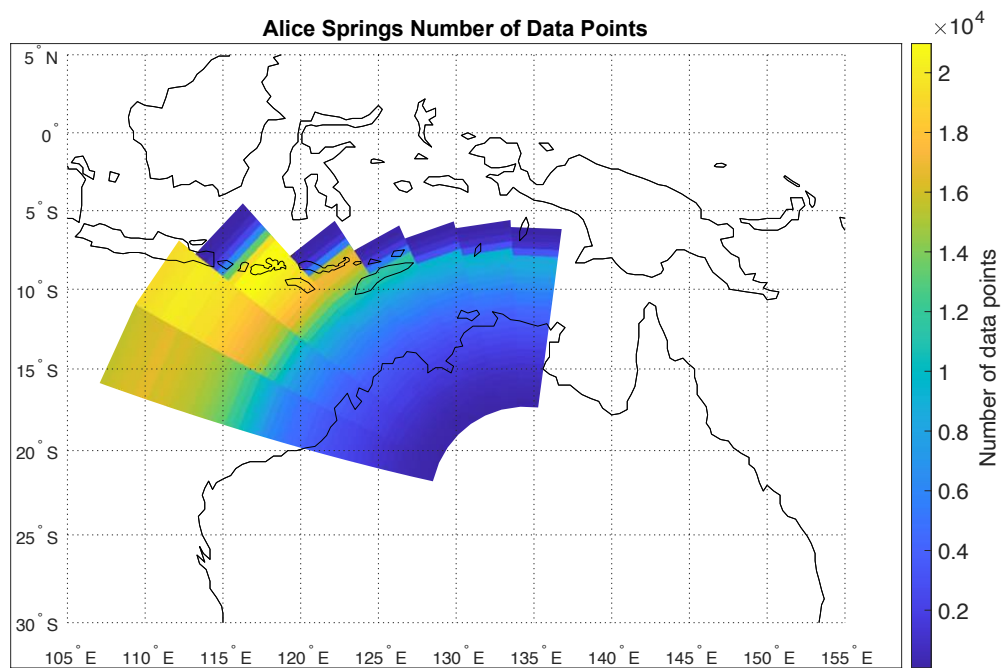 Alice Springs Number of Data Points
×10⁴
5° N
0°
5° S
10° S
15° S
20° S
25° S
30° S
105° E 110° E 115° E 120° E 125° E 130° E 135° E 140° E 145° E 150° E 155° E
2
1.8
1.6
1.4
1.2
1
0.8
0.6
0.4
0.2
Number of data points